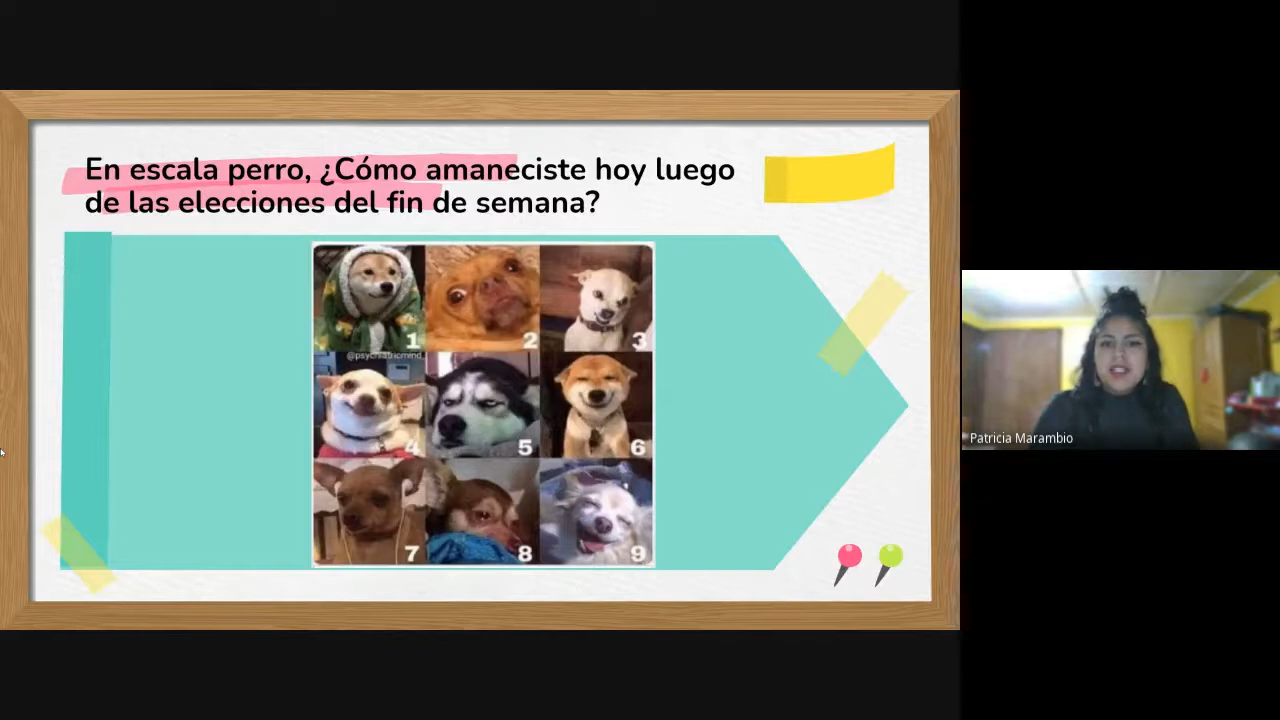 En escala perro, ¿Cómo amaneciste hoy luego
de las elecciones del fin de semana?
1
2
3
@psychiatricmind
4
5
6
7
8
9
Patricia Marambio